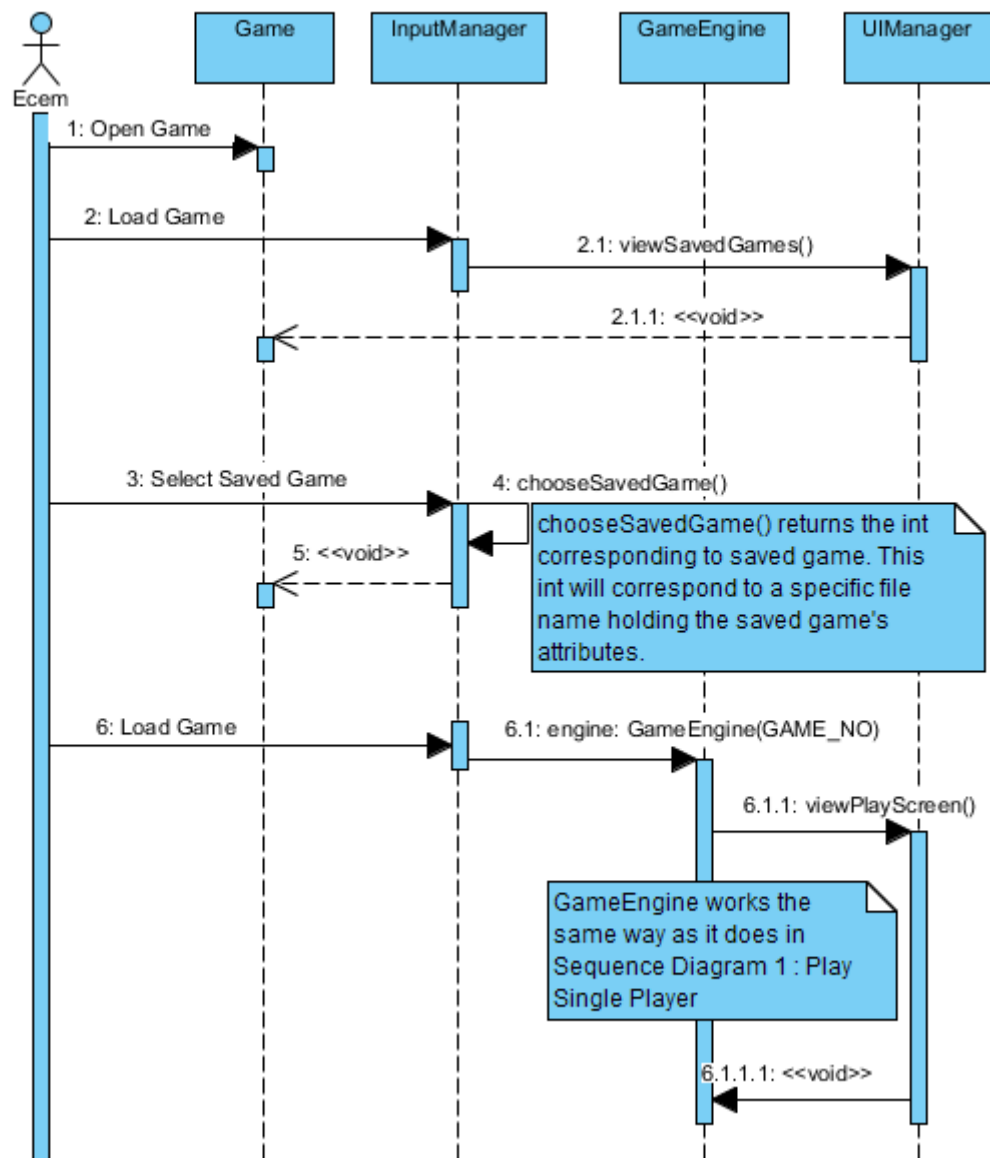 Game
InputManager
GameEngine
UIManager
Ecem
1: Open Game
2: Load Game
2.1: viewSavedGames()
2.1.1: <<void>>
3: Select Saved Game
4: chooseSavedGame()
chooseSavedGame() returns the int
corresponding to saved game. This
int will correspond to a specific file
name holding the saved game's
attributes.
5: <<void>>
6: Load Game
6.1: engine: GameEngine(GAME_NO)
6.1.1: viewPlayScreen()
GameEngine works the
same way as it does in
Sequence Diagram 1 : Play
Single Player
6.1.1.1: <<void>>